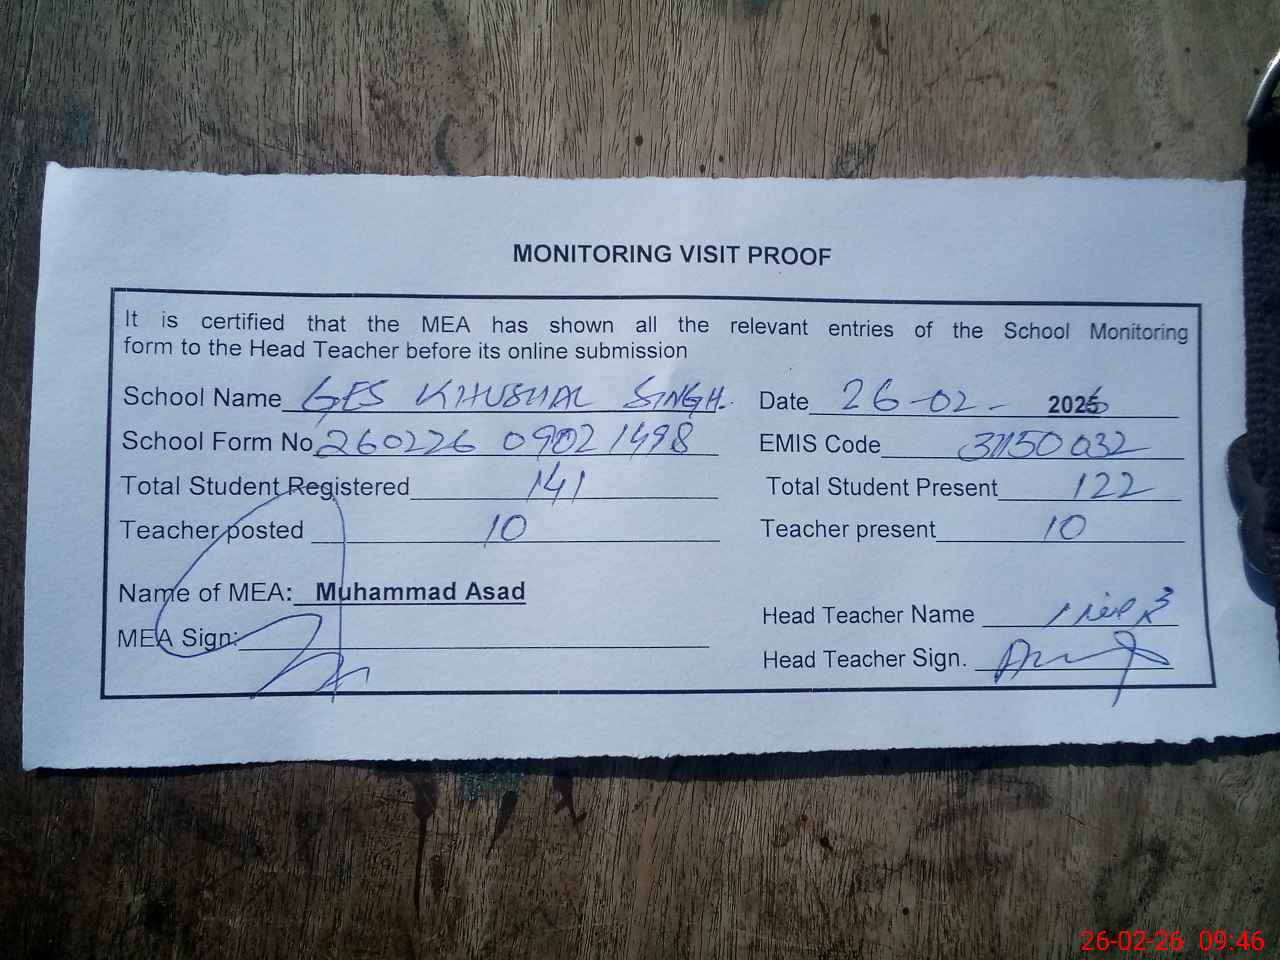 MONITORING VISIT PROOF
It is certified that the MEA has shown all the relevant entries of the School Monitoring
form to the Head Teacher before its online submission
School Name GES KHUSHAL SINGH. Date 26-02- 2026
School Form No 260226 09021498 EMIS Code 31150032
Total Student Registered 141 Total Student Present 122
Teacher posted 10 Teacher present 10
Name of MEA: Muhammad Asad
Head Teacher Name
MEA Sign:
Head Teacher Sign.
26-02-26 09:46